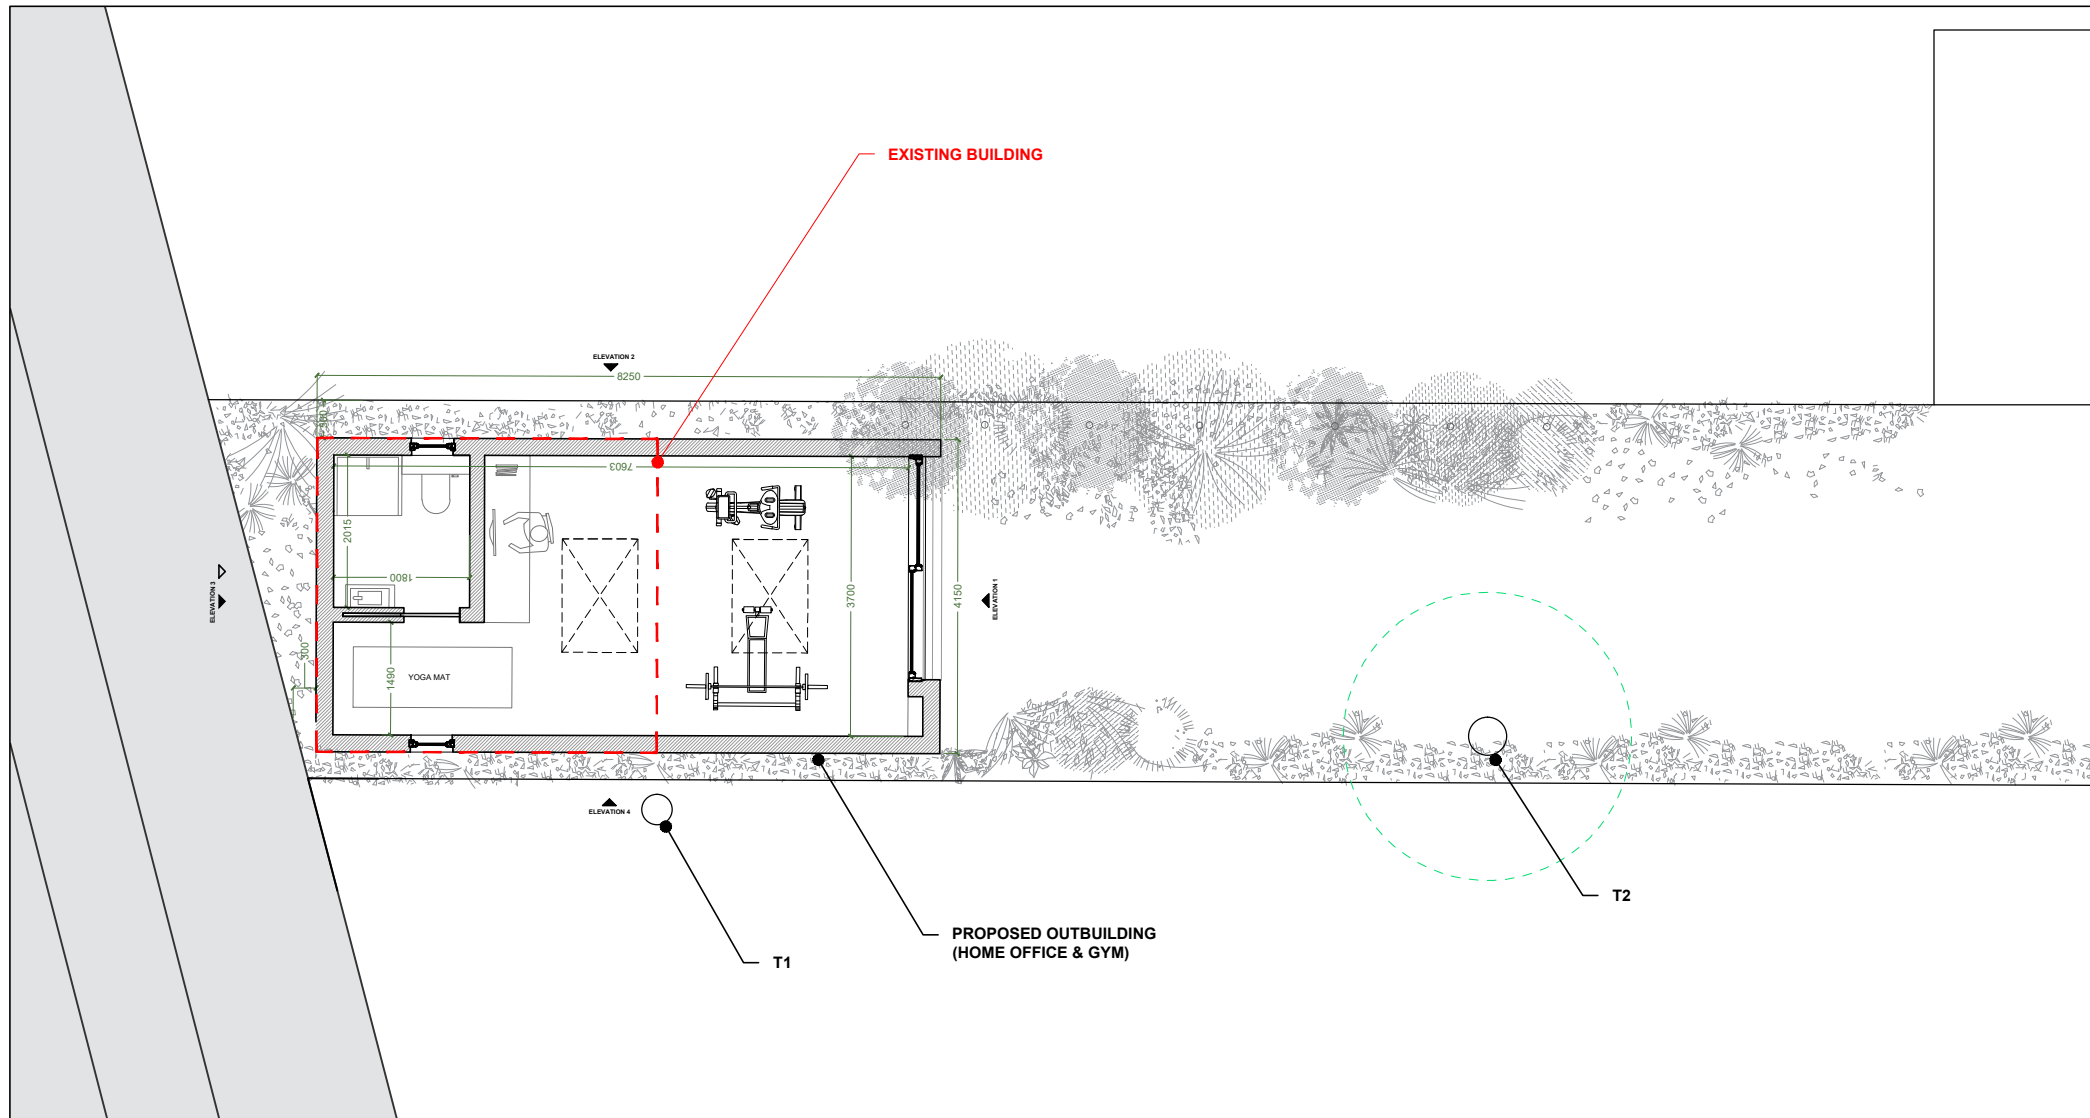 EXISTING BUILDING
ELEVATION 2
8250
7603
2015
1800
ELEVATION 3
ELEVATION 1
3700
4150
300
1490
YOGA MAT
ELEVATION 4
T2
PROPOSED OUTBUILDING
(HOME OFFICE & GYM)
T1